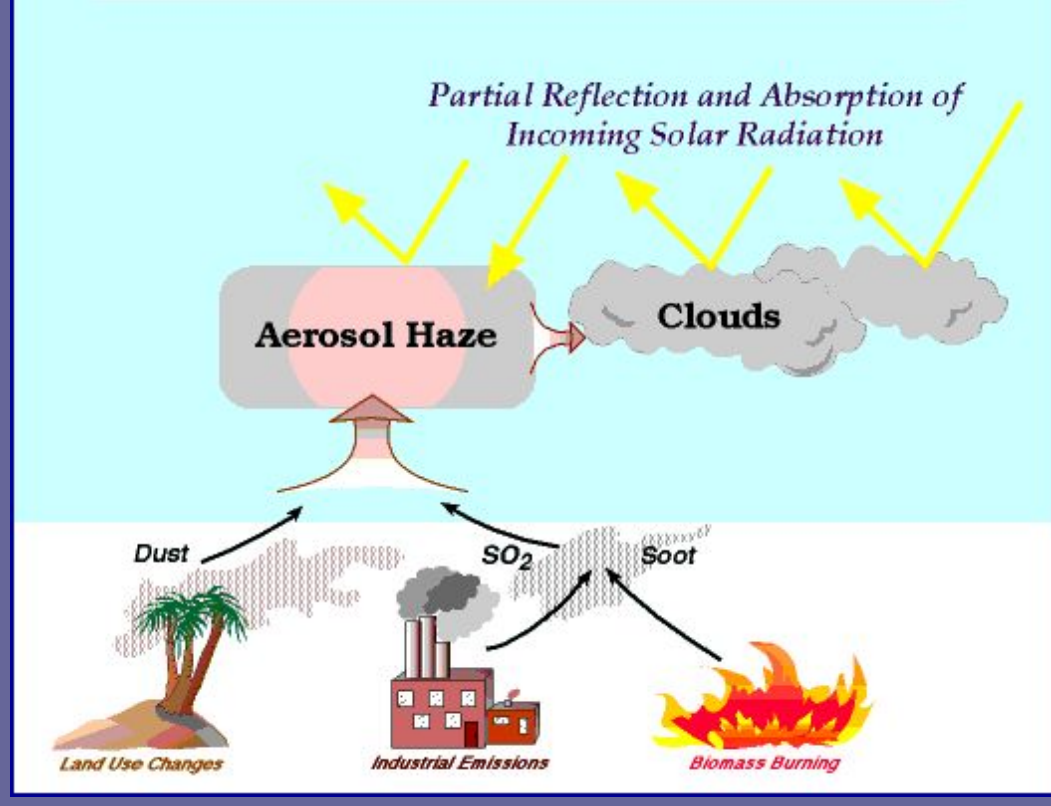 Partial Reflection and Absorption of
Incoming Solar Radiation
Aerosol Haze
Clouds
Dust
SO2
Soot
Land Use Changes
Industrial Emissions
Biomass Burning